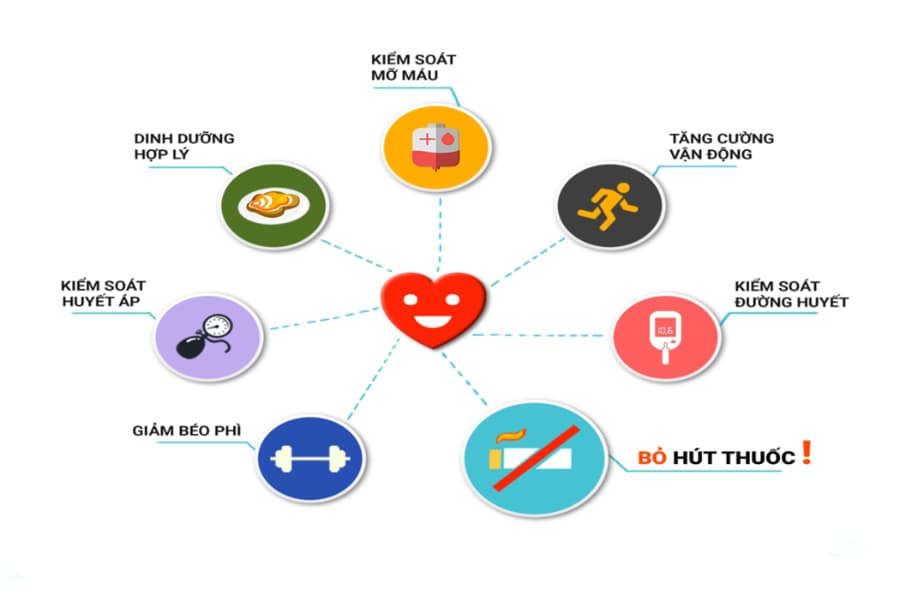 KIỂM SOÁT
MỠ MÁU
DINH DƯỠNG
HỢP LÝ
TĂNG CƯỜNG
VẬN ĐỘNG
KIỂM SOÁT
HUYẾT ÁP
KIỂM SOÁT
ĐƯỜNG HUYẾT
GIẢM BÉO PHÌ
BỎ HÚT THUỐC!